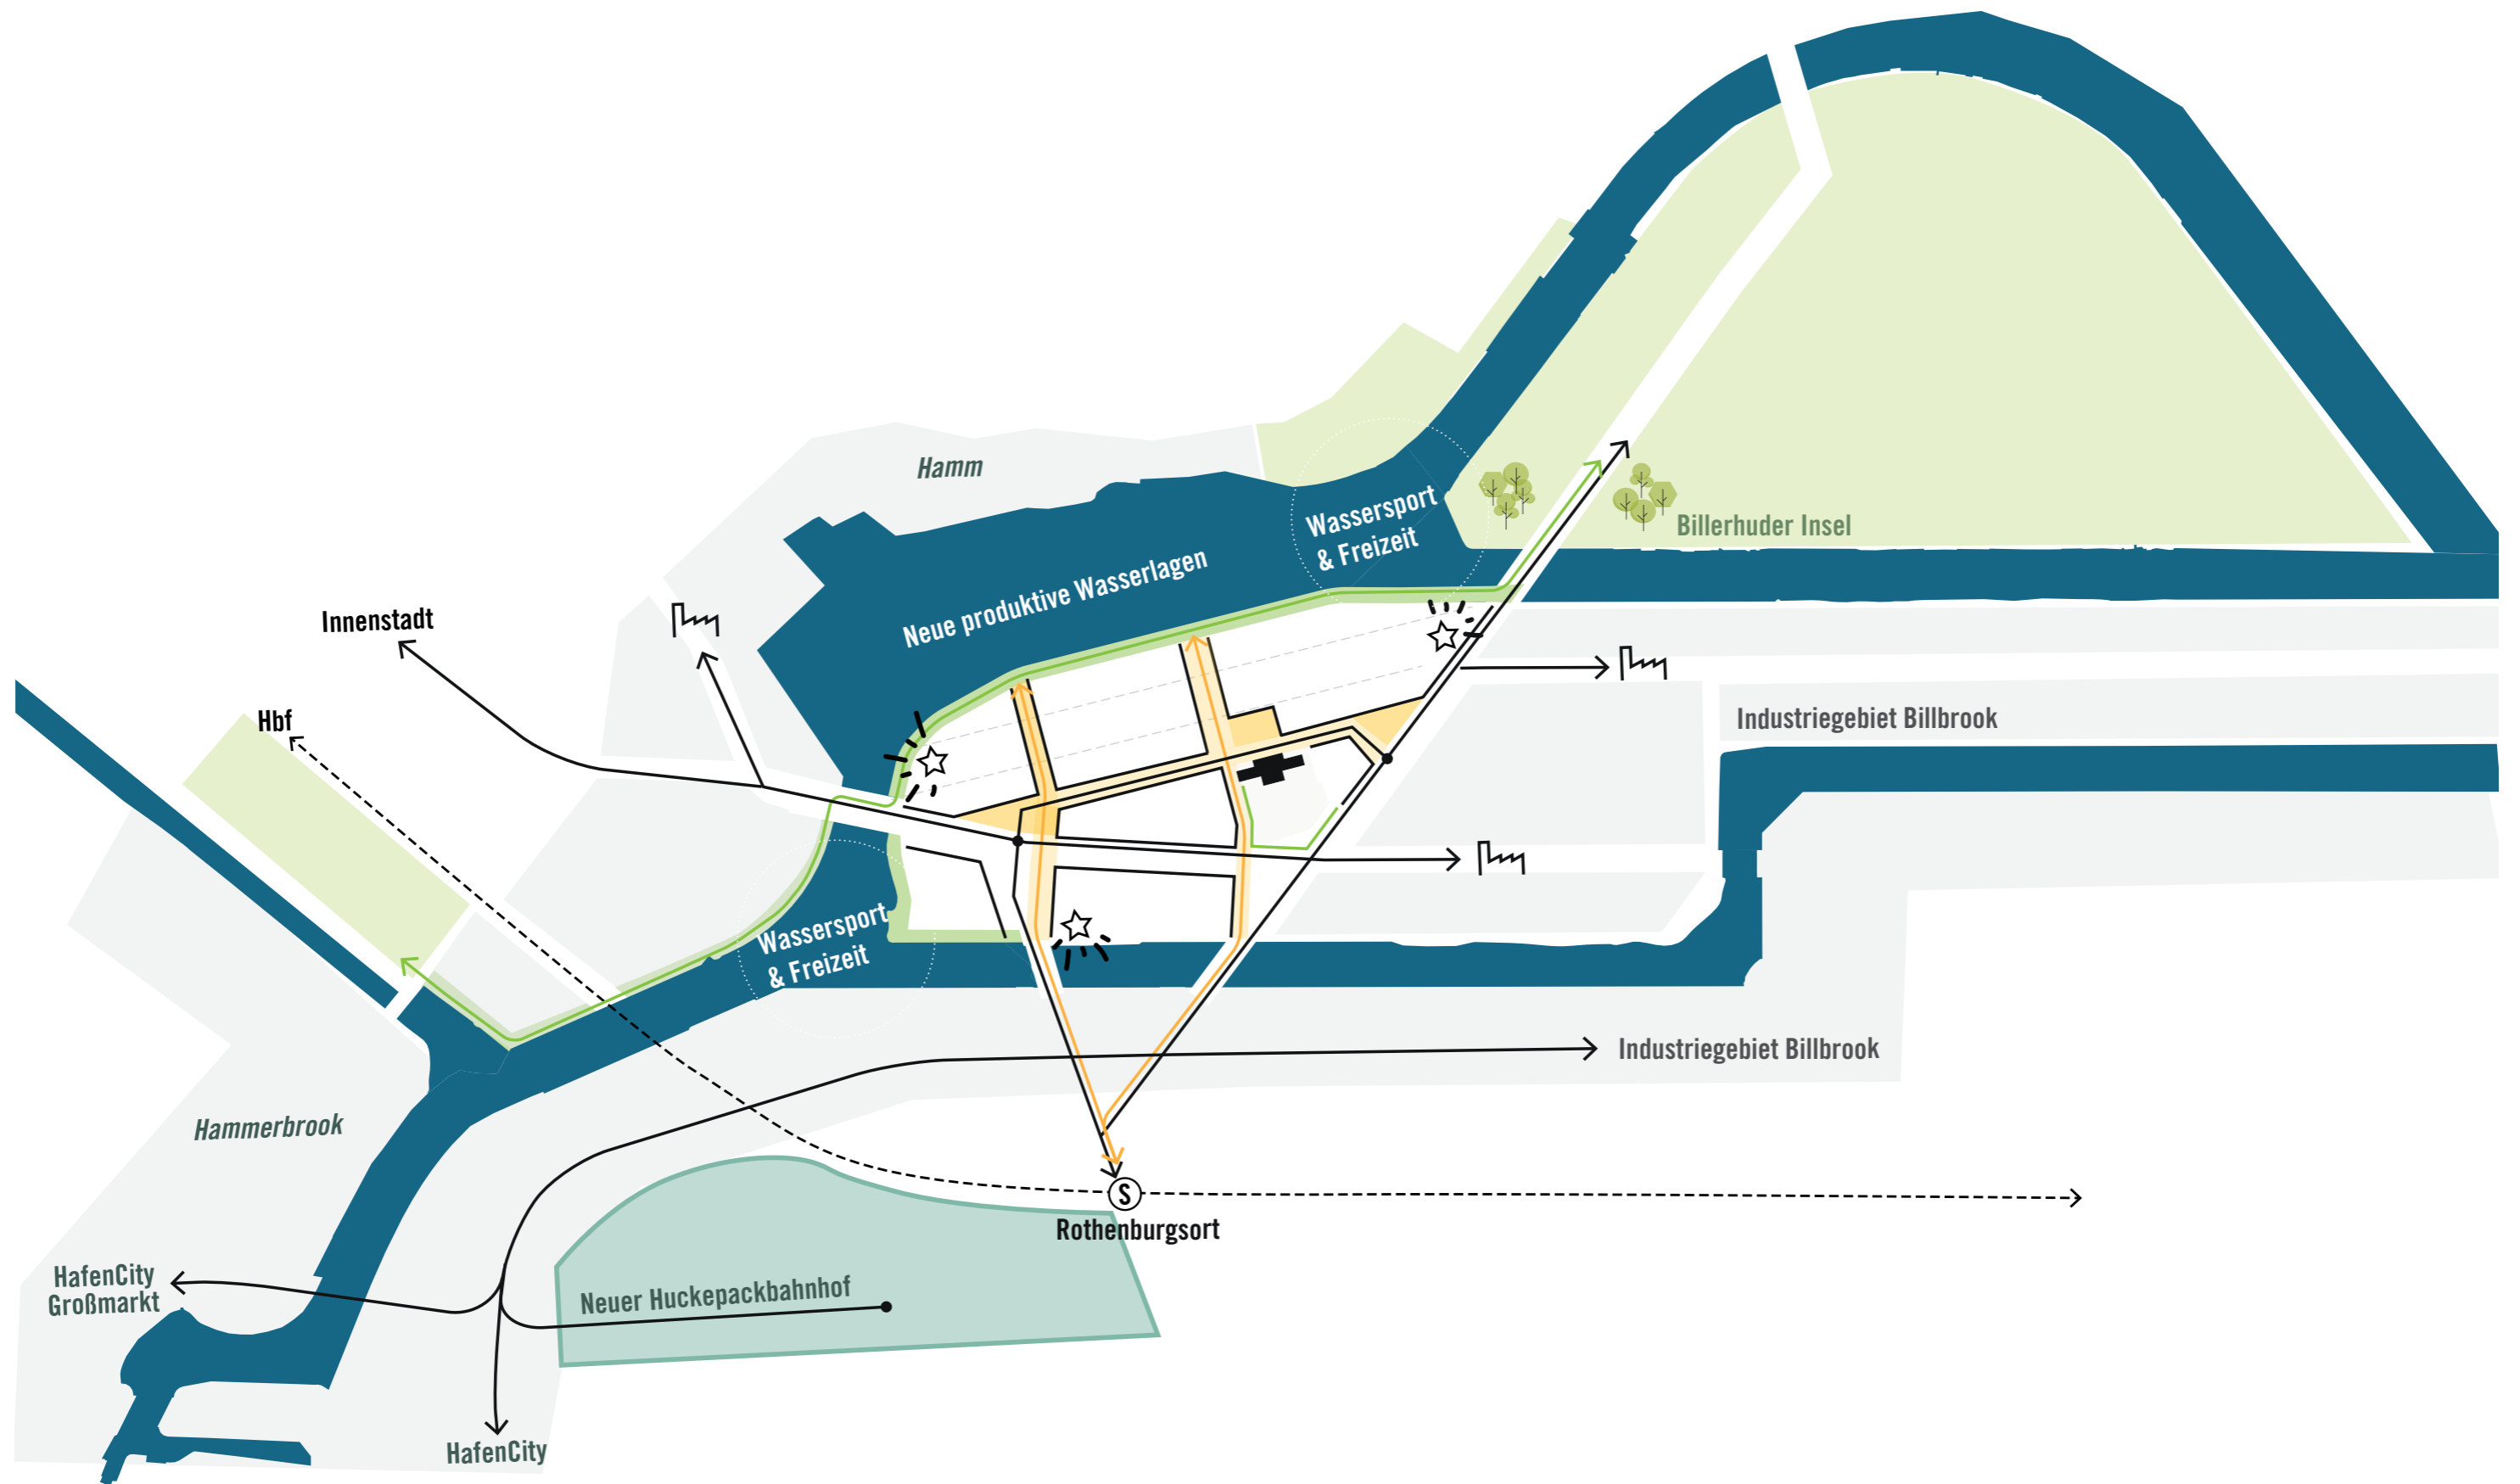 Hamm
Wassersport
& Freizeit
Billerhuder Insel
Neue produktive Wasserlagen
Innenstadt
Hbf
Industriegebiet Billbrook
Wassersport
& Freizeit
Industriegebiet Billbrook
Hammerbrook
S
Rothenburgsort
HafenCity
Großmarkt
Neuer Huckepackbahnhof
HafenCity